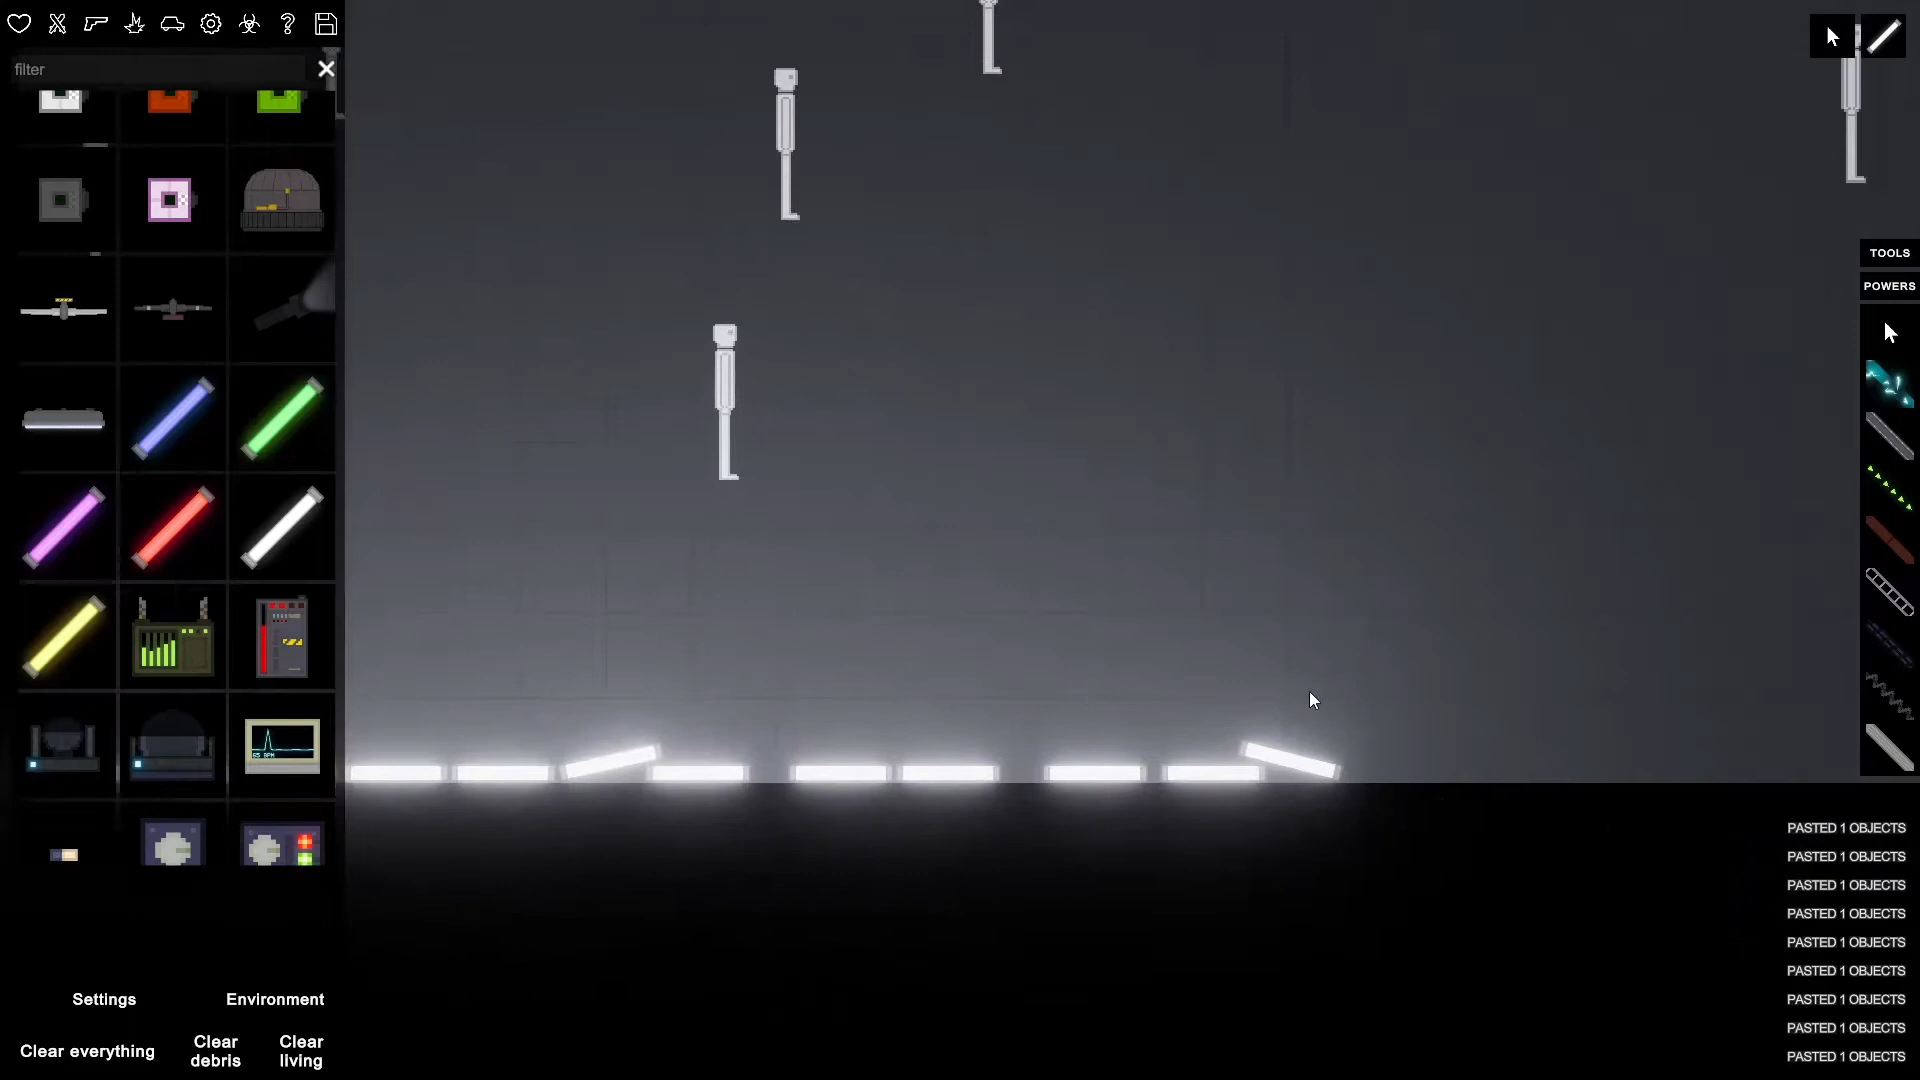 filter
TOOLS
POWERS
PASTED 1 OBJECTS
PASTED 1 OBJECTS
PASTED 1 OBJECTS
PASTED 1 OBJECTS
PASTED 1 OBJECTS
PASTED 1 OBJECTS
PASTED 1 OBJECTS
PASTED 1 OBJECTS
PASTED 1 OBJECTS
Settings
Environment
Clear everything
Clear
debris
Clear
living